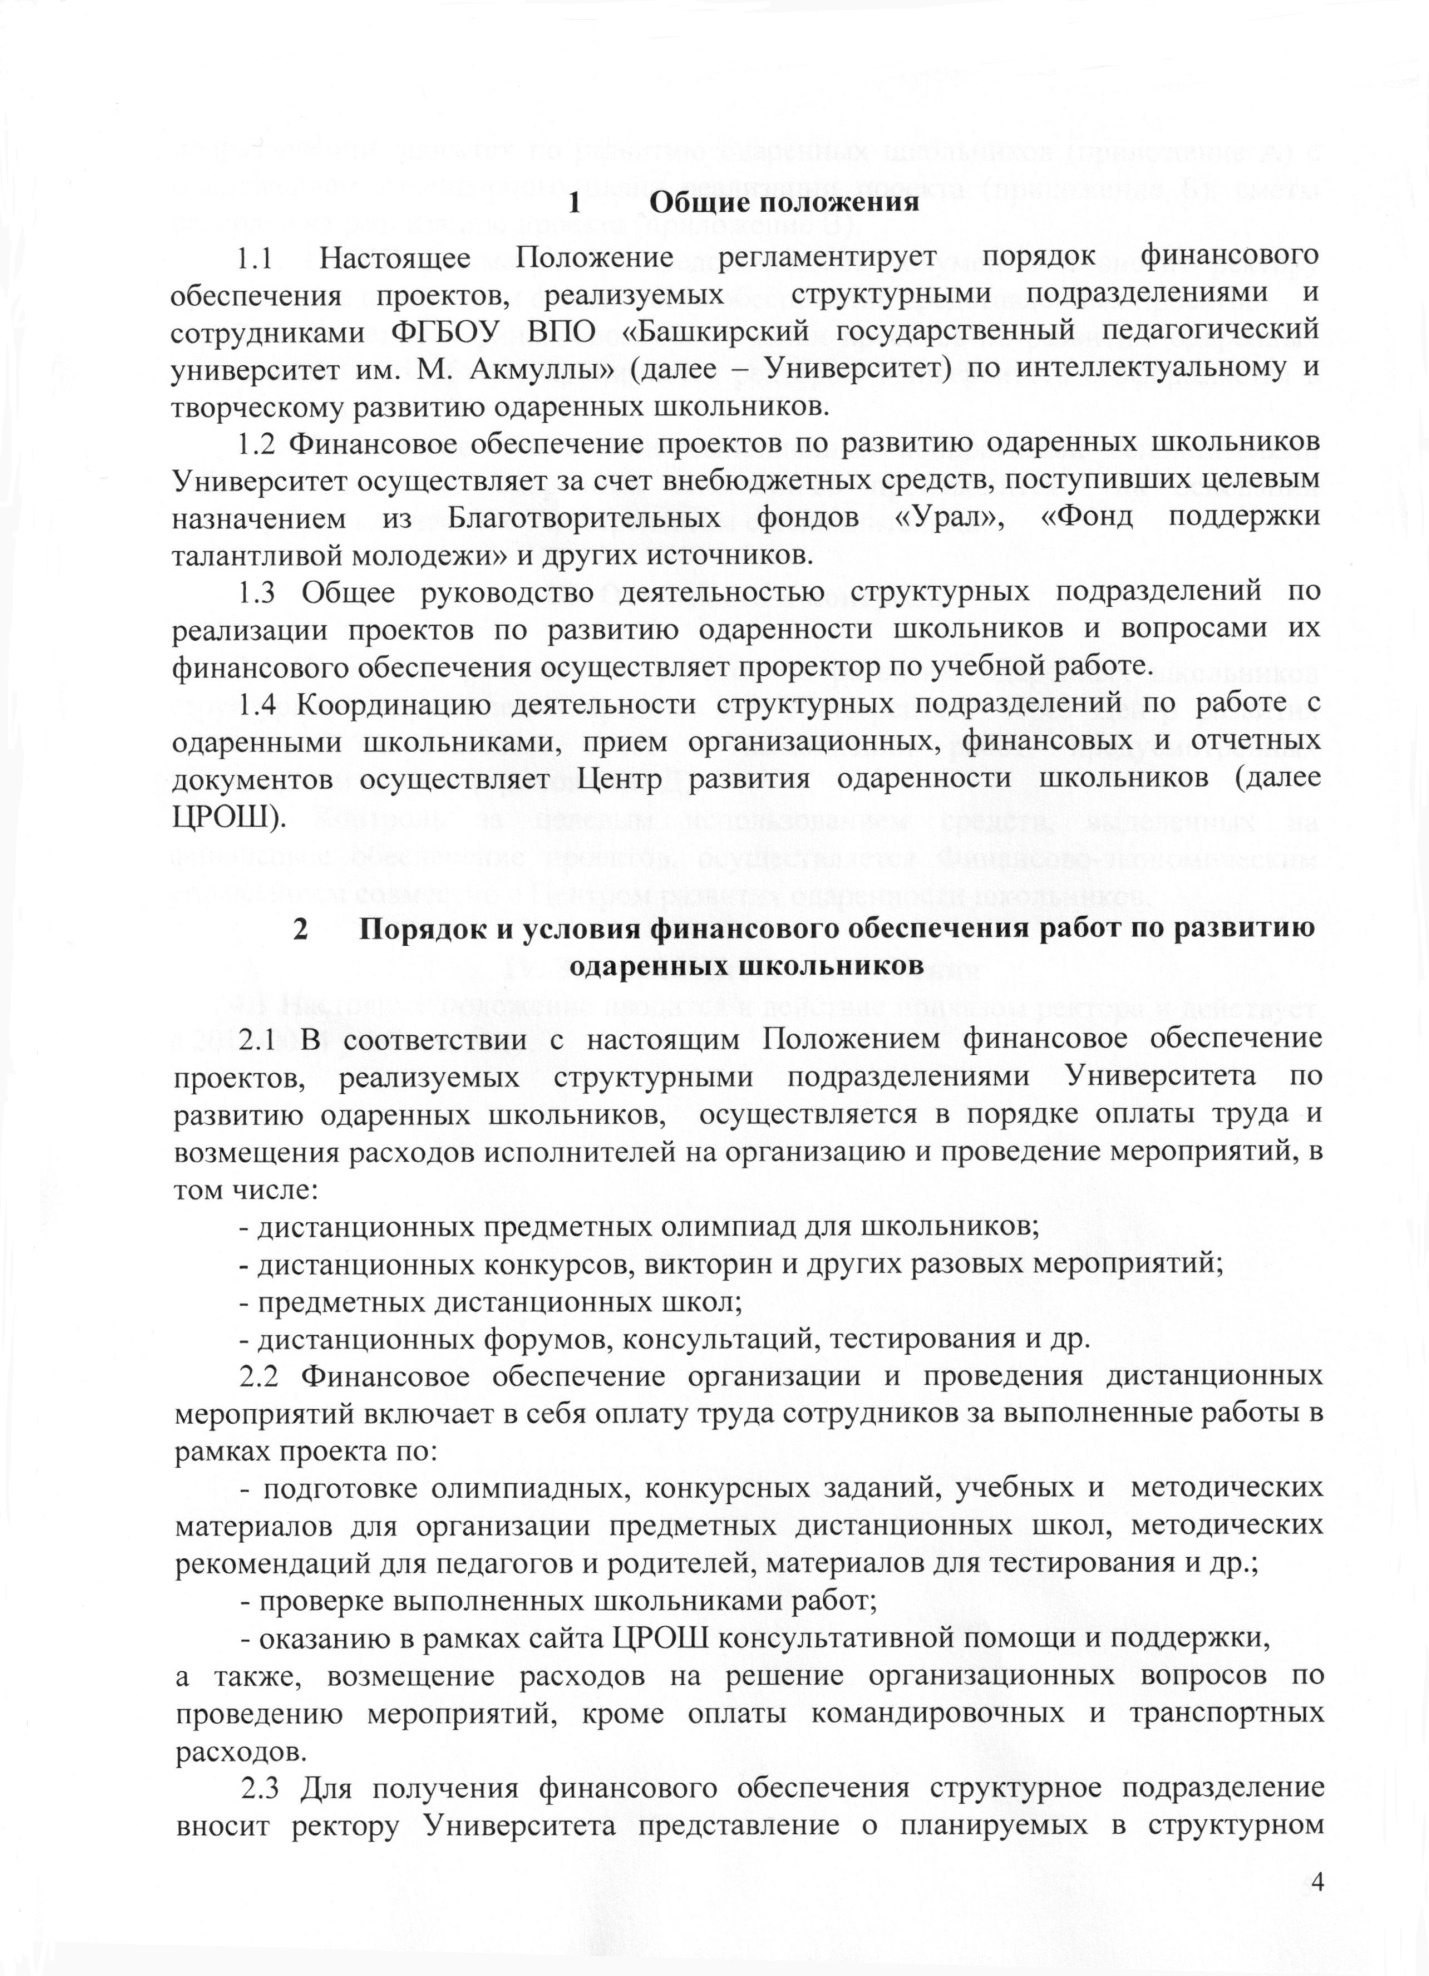 1 Общие положения
1.1 Настоящее Положение регламентирует порядок финансового
обеспечения проектов, реализуемых структурными подразделениями и
сотрудниками ФГБОУ ВПО «Башкирский государственный педагогический
университет им. М. Акмуллы» (далее – Университет) по интеллектуальному и
творческому развитию одаренных школьников.
1.2 Финансовое обеспечение проектов по развитию одаренных школьников
Университет осуществляет за счет внебюджетных средств, поступивших целевым
назначением из Благотворительных фондов «Урал», «Фонд поддержки
талантливой молодежи» и других источников.
1.3 Общее руководство деятельностью структурных подразделений по
реализации проектов по развитию одаренности школьников и вопросами их
финансового обеспечения осуществляет проректор по учебной работе.
1.4 Координацию деятельности структурных подразделений по работе с
одаренными школьниками, прием организационных, финансовых и отчетных
документов осуществляет Центр развития одаренности школьников (далее
ЦРОШ).
2 Порядок и условия финансового обеспечения работ по развитию
одаренных школьников
2.1 В соответствии с настоящим Положением финансовое обеспечение
проектов, реализуемых структурными подразделениями Университета по
развитию одаренных школьников, осуществляется в порядке оплаты труда и
возмещения расходов исполнителей на организацию и проведение мероприятий, в
том числе:
- дистанционных предметных олимпиад для школьников;
- дистанционных конкурсов, викторин и других разовых мероприятий;
- предметных дистанционных школ;
- дистанционных форумов, консультаций, тестирования и др.
2.2 Финансовое обеспечение организации и проведения дистанционных
мероприятий включает в себя оплату труда сотрудников за выполненные работы в
рамках проекта по:
- подготовке олимпиадных, конкурсных заданий, учебных и методических
материалов для организации предметных дистанционных школ, методических
рекомендаций для педагогов и родителей, материалов для тестирования и др.;
- проверке выполненных школьниками работ;
- оказанию в рамках сайта ЦРОШ консультативной помощи и поддержки,
а также, возмещение расходов на решение организационных вопросов по
проведению мероприятий, кроме оплаты командировочных и транспортных
расходов.
2.3 Для получения финансового обеспечения структурное подразделение
вносит ректору Университета представление о планируемых в структурном
4